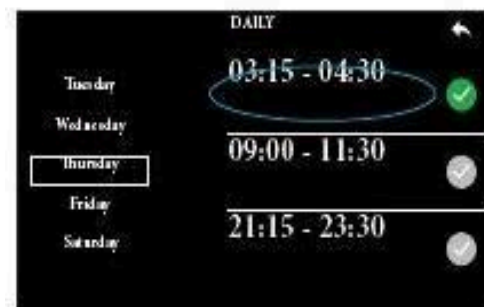 DAILY
Tuesday
Wednesday
Thursday
Friday
Saturday
03:15 - 04:30
09:00 - 11:30
21:15 - 23:30